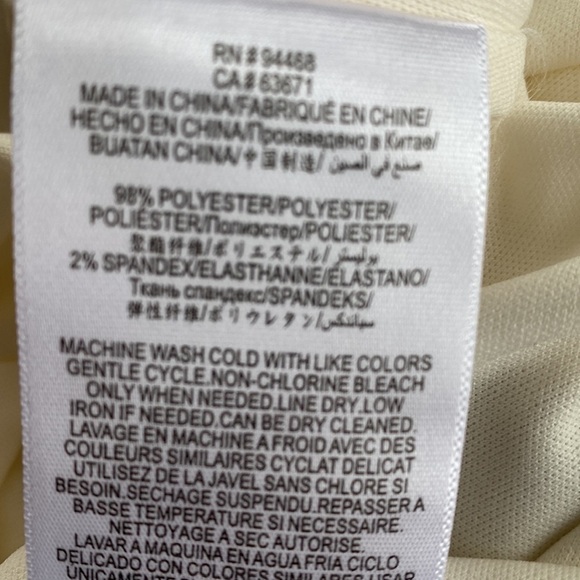 RN # 94468
CA # 63671
MADE IN CHINA/FABRIQUÉ EN CHINE/
HECHO EN CHINA/Произведено в Китае/
BUATAN CHINA/中国制造/صنع في الصين
98% POLYESTER/POLYESTER/
POLIÉSTER/Полиэстер/POLIESTER/
聚酯纤维/ポリエステル/بوليستر
2% SPANDEX/ELASTHANNE/ELASTANO/
Ткань спандекс/SPANDEKS/
弹性纤维/ポリウレタン/سباندكس
MACHINE WASH COLD WITH LIKE COLORS
GENTLE CYCLE.NON-CHLORINE BLEACH
ONLY WHEN NEEDED.LINE DRY.LOW
IRON IF NEEDED.CAN BE DRY CLEANED.
LAVAGE EN MACHINE A FROID AVEC DES
COULEURS SIMILAIRES CYCLAT DELICAT
UTILISEZ DE LA JAVEL SANS CHLORE SI
BESOIN.SECHAGE SUSPENDU.REPASSER A
BASSE TEMPERATURE SI NECESSAIRE.
NETTOYAGE A SEC AUTORISE.
LAVAR A MAQUINA EN AGUA FRIA CICLO
DELICADO CON COLORES SIMILARES.USAR
UNICAMENTE